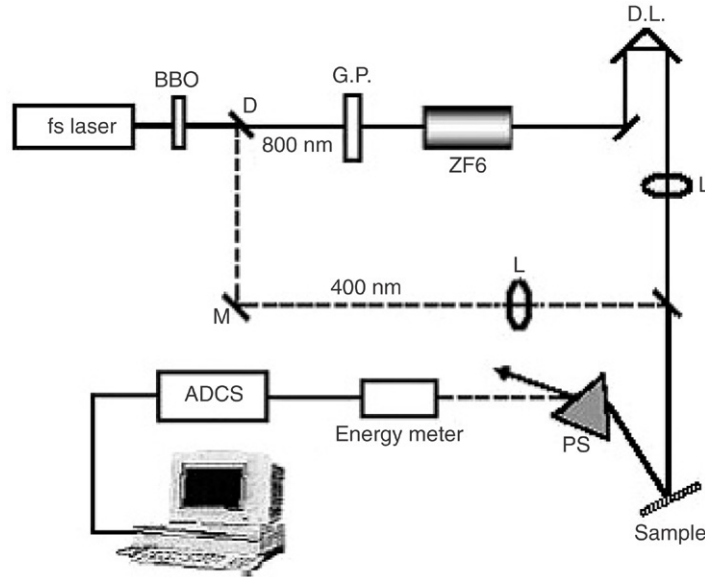 D.L.
BBO
G.P.
fs laser
D
800 nm
ZF6
L
400 nm
L
M
ADCS
Energy meter
PS
Sample